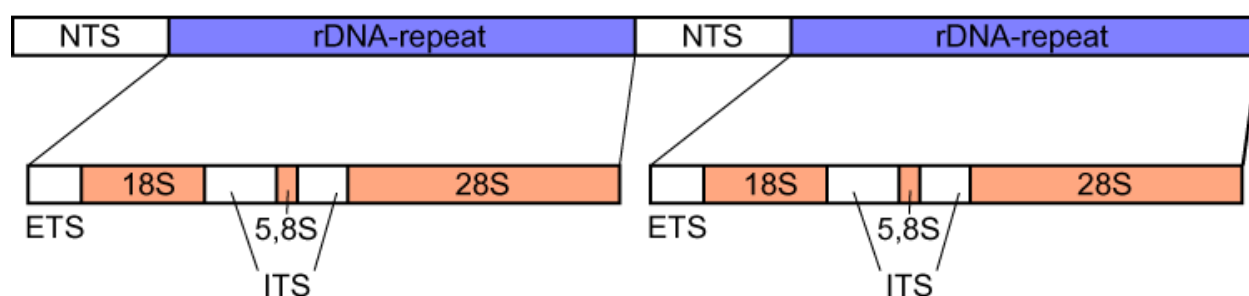 NTS rDNA-repeat NTS rDNA-repeat
18S 28S 18S 28S
ETS 5,8S ETS 5,8S
ITS ITS